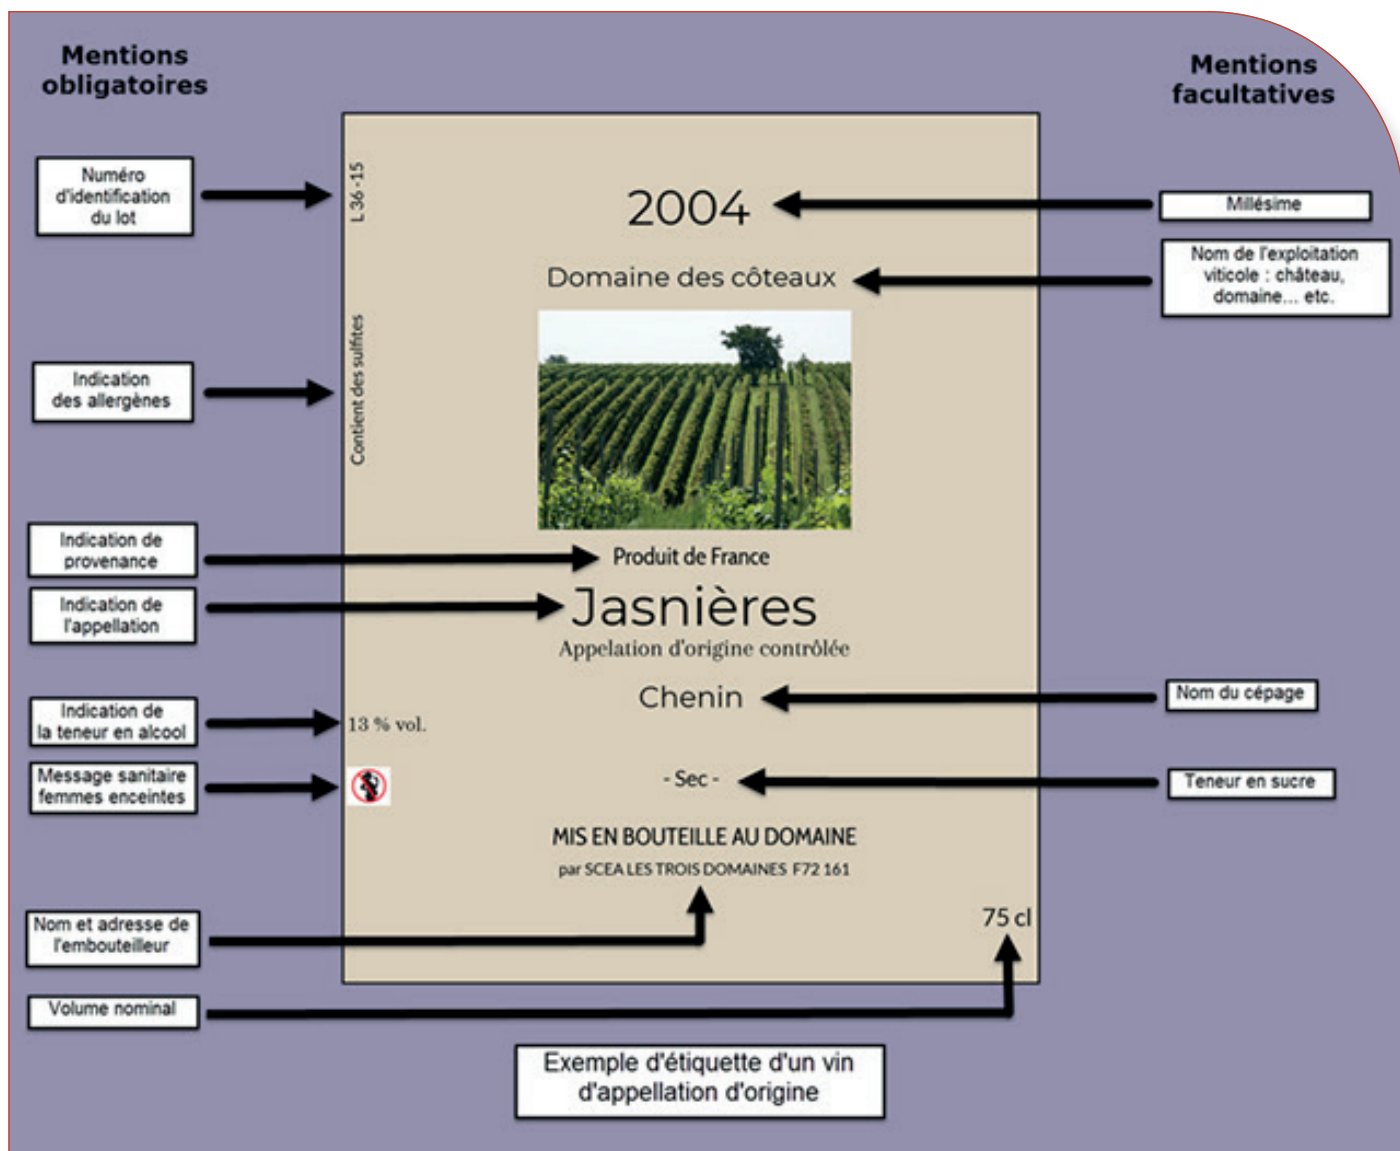 Mentions
obligatoires
Mentions
facultatives
Numéro
d'identification
du lot
L 36 -15
2004
Millésime
Domaine des côteaux
Nom de l'exploitation
viticole : château,
domaine... etc.
Indication
des allergènes
Contient des sulfites
Indication de
provenance
Produit de France
Indication de
l'appellation
Jasnières
Appelation d'origine contrôlée
Chenin
Nom du cépage
Indication de
la teneur en alcool
13 % vol.
Message sanitaire
femmes enceintes
- Sec -
Teneur en sucre
MIS EN BOUTEILLE AU DOMAINE
par SCEA LES TROIS DOMAINES F72 161
Nom et adresse de
l'embouteilleur
75 cl
Volume nominal
Exemple d'étiquette d'un vin
d'appellation d'origine